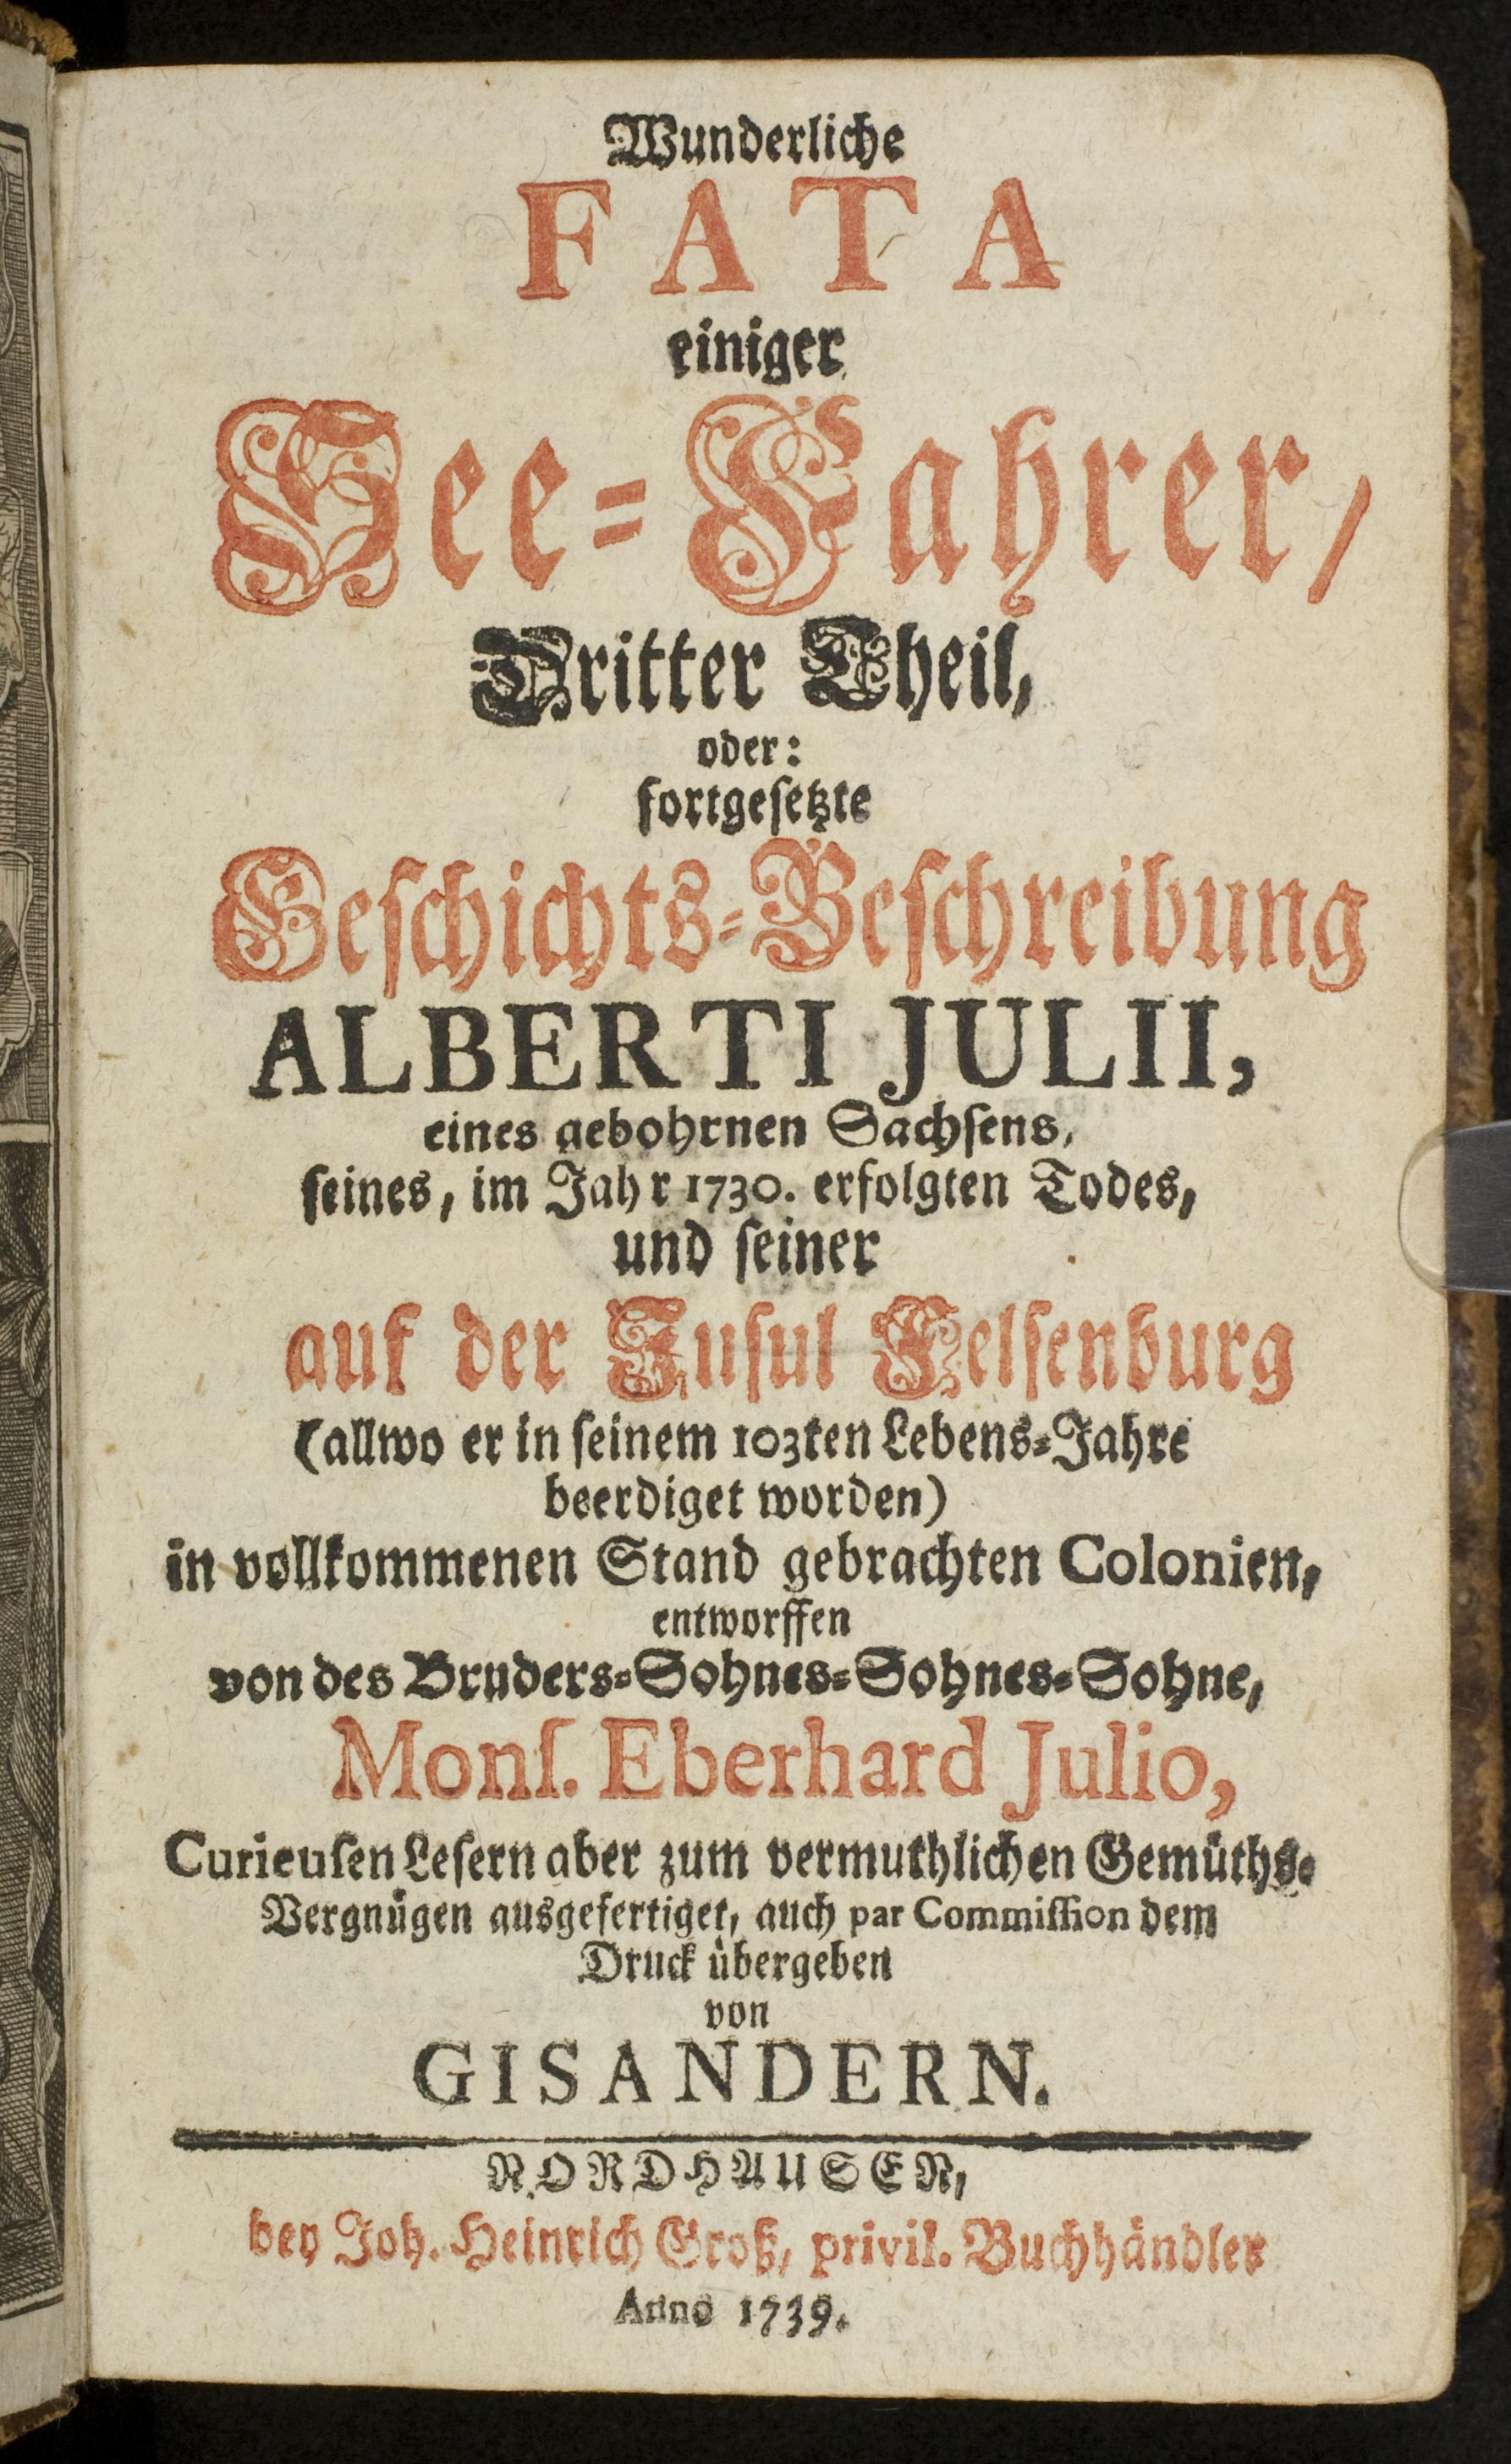 Wunderliche
FATA
einiger
See-Fahrer/
Dritter Theil,
oder:
fortgesetzte
Geschichts-Beschreibung
ALBERTI JULII,
eines gebohrnen Sachsens,
seines, im Jahr 1730. erfolgten Todes,
und seiner
auf der Insul Felsenburg
(allwo er in seinem 103ten Lebens-Jahre
beerdiget worden)
in vollkommenen Stand gebrachten Colonien,
entworffen
von des Bruders-Sohnes-Sohnes-Sohne,
Monſ. Eberhard Julio,
Curieusen Lesern aber zum vermuthlichen Gemüths-
Vergnügen ausgefertiget, auch par Commission dem
Druck übergeben
von
GISANDERN.
NORDHAUSEN,
bey Joh. Heinrich Groß, privil. Buchhändler
Anno 1739.